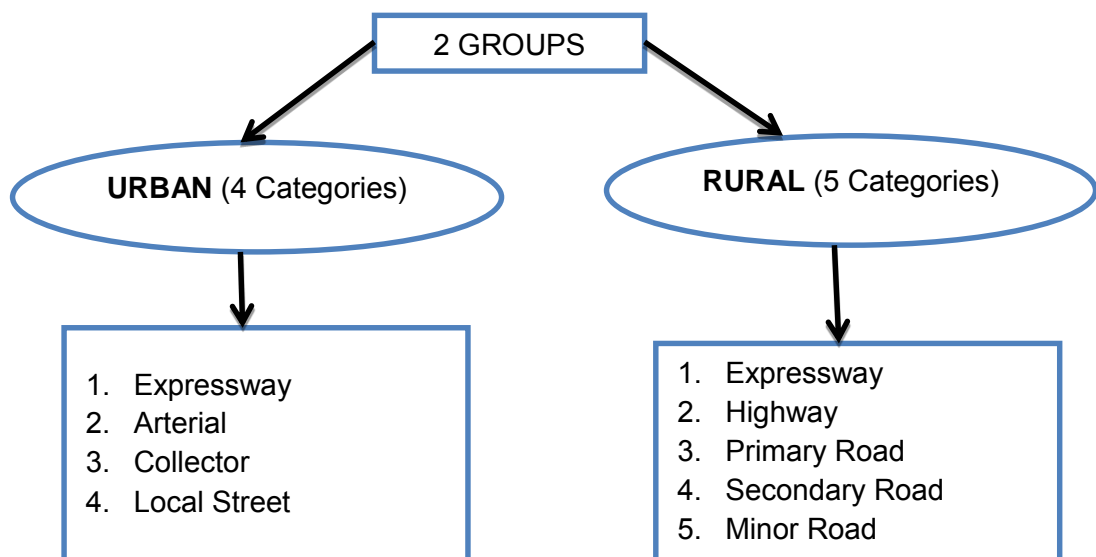 2 GROUPS
URBAN (4 Categories)
RURAL (5 Categories)
1. Expressway
2. Arterial
3. Collector
4. Local Street
1. Expressway
2. Highway
3. Primary Road
4. Secondary Road
5. Minor Road